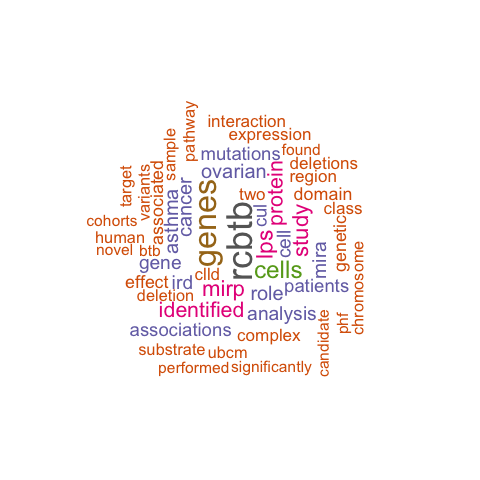 pathway
interaction
expression
sample
mutations
found
deletions
ovarian
region
target
variants
associated
asthma
cancer
genes
two
protein
domain
rcbtb
cul
class
cohorts
lps
study
human
cell
genetic
novel
btb
gene
clld
cells
mira
chromosome
effect
ird
mirp
role
patients
deletion
identified
analysis
phf
associations
complex
candidate
substrate
ubcm
performed
significantly